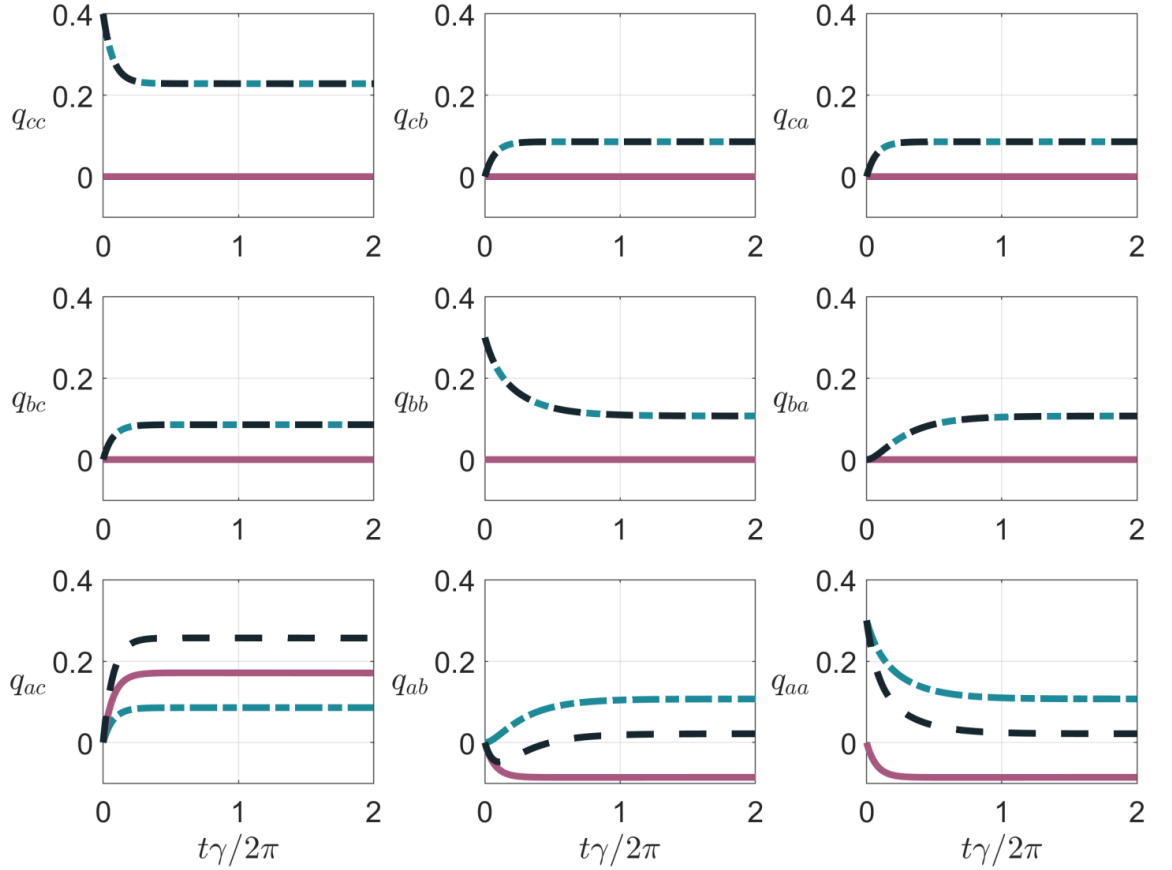 0.4 0.2 0 q_cc 0 1 2
0.4 0.2 0 q_cb 0 1 2
0.4 0.2 0 q_ca 0 1 2
0.4 0.2 0 q_bc 0 1 2
0.4 0.2 0 q_bb 0 1 2
0.4 0.2 0 q_ba 0 1 2
0.4 0.2 0 q_ac 0 1 2
tγ/2π
0.4 0.2 0 q_ab 0 1 2
tγ/2π
0.4 0.2 0 q_aa 0 1 2
tγ/2π